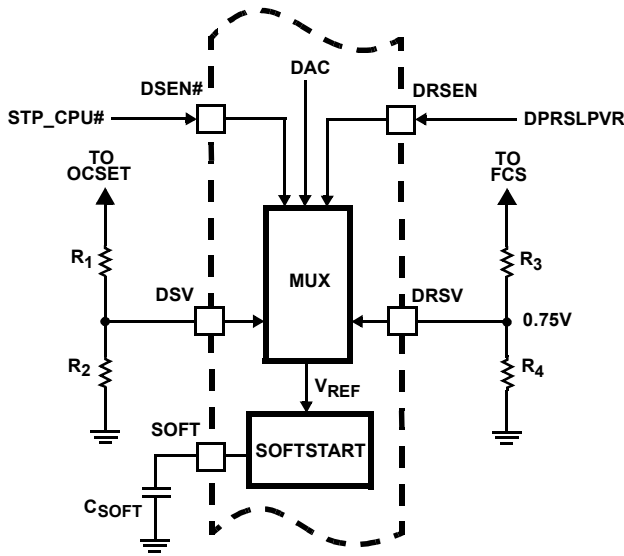 DAC
DSEN#
DRSEN
STP_CPU#
DPRSLPVR
TO
OCSET
TO
FCS
R1
R3
MUX
DSV
DRSV
0.75V
R2
R4
VREF
SOFT
SOFTSTART
CSOFT